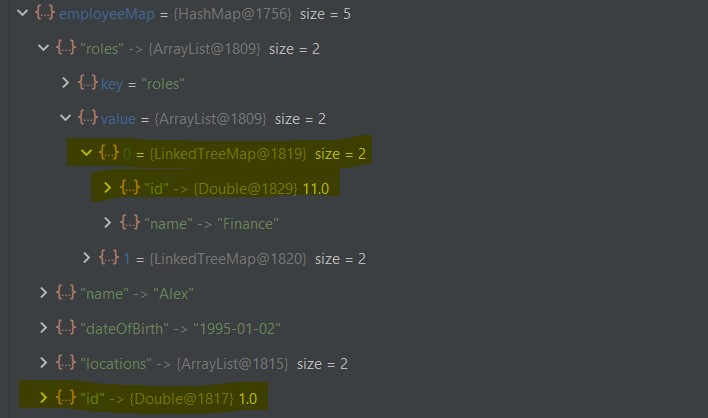 {..} employeeMap = {HashMap@1756} size = 5
{..} "roles" -> {ArrayList@1809} size = 2
{..} key = "roles"
{..} value = {ArrayList@1809} size = 2
{..} 0 = {LinkedTreeMap@1819} size = 2
{..} "id" -> {Double@1829} 11.0
{..} "name" -> "Finance"
{..} 1 = {LinkedTreeMap@1820} size = 2
{..} "name" -> "Alex"
{..} "dateOfBirth" -> "1995-01-02"
{..} "locations" -> {ArrayList@1815} size = 2
{..} "id" -> {Double@1817} 1.0